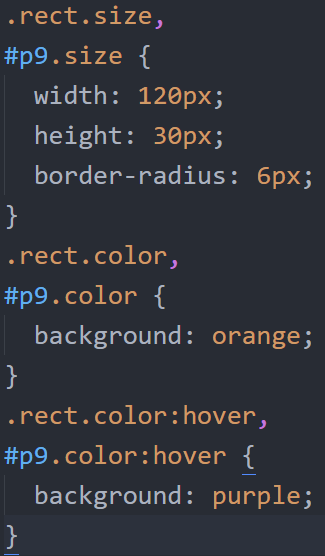 .rect.size,
#p9.size {
  width: 120px;
  height: 30px;
  border-radius: 6px;
}
.rect.color,
#p9.color {
  background: orange;
}
.rect.color:hover,
#p9.color:hover {
  background: purple;
}